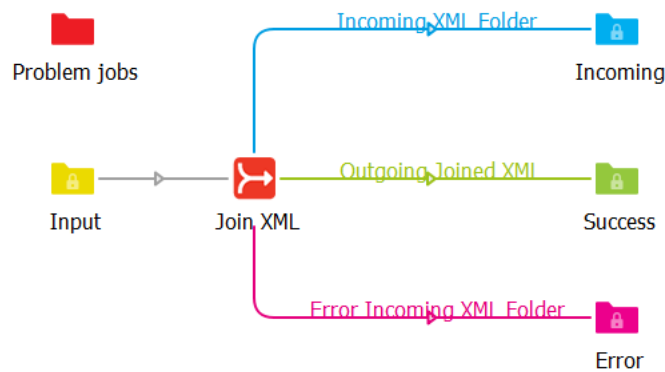 Incoming XML Folder
Problem jobs
Incoming
Outgoing Joined XML
Input
Join XML
Success
Error Incoming XML Folder
Error